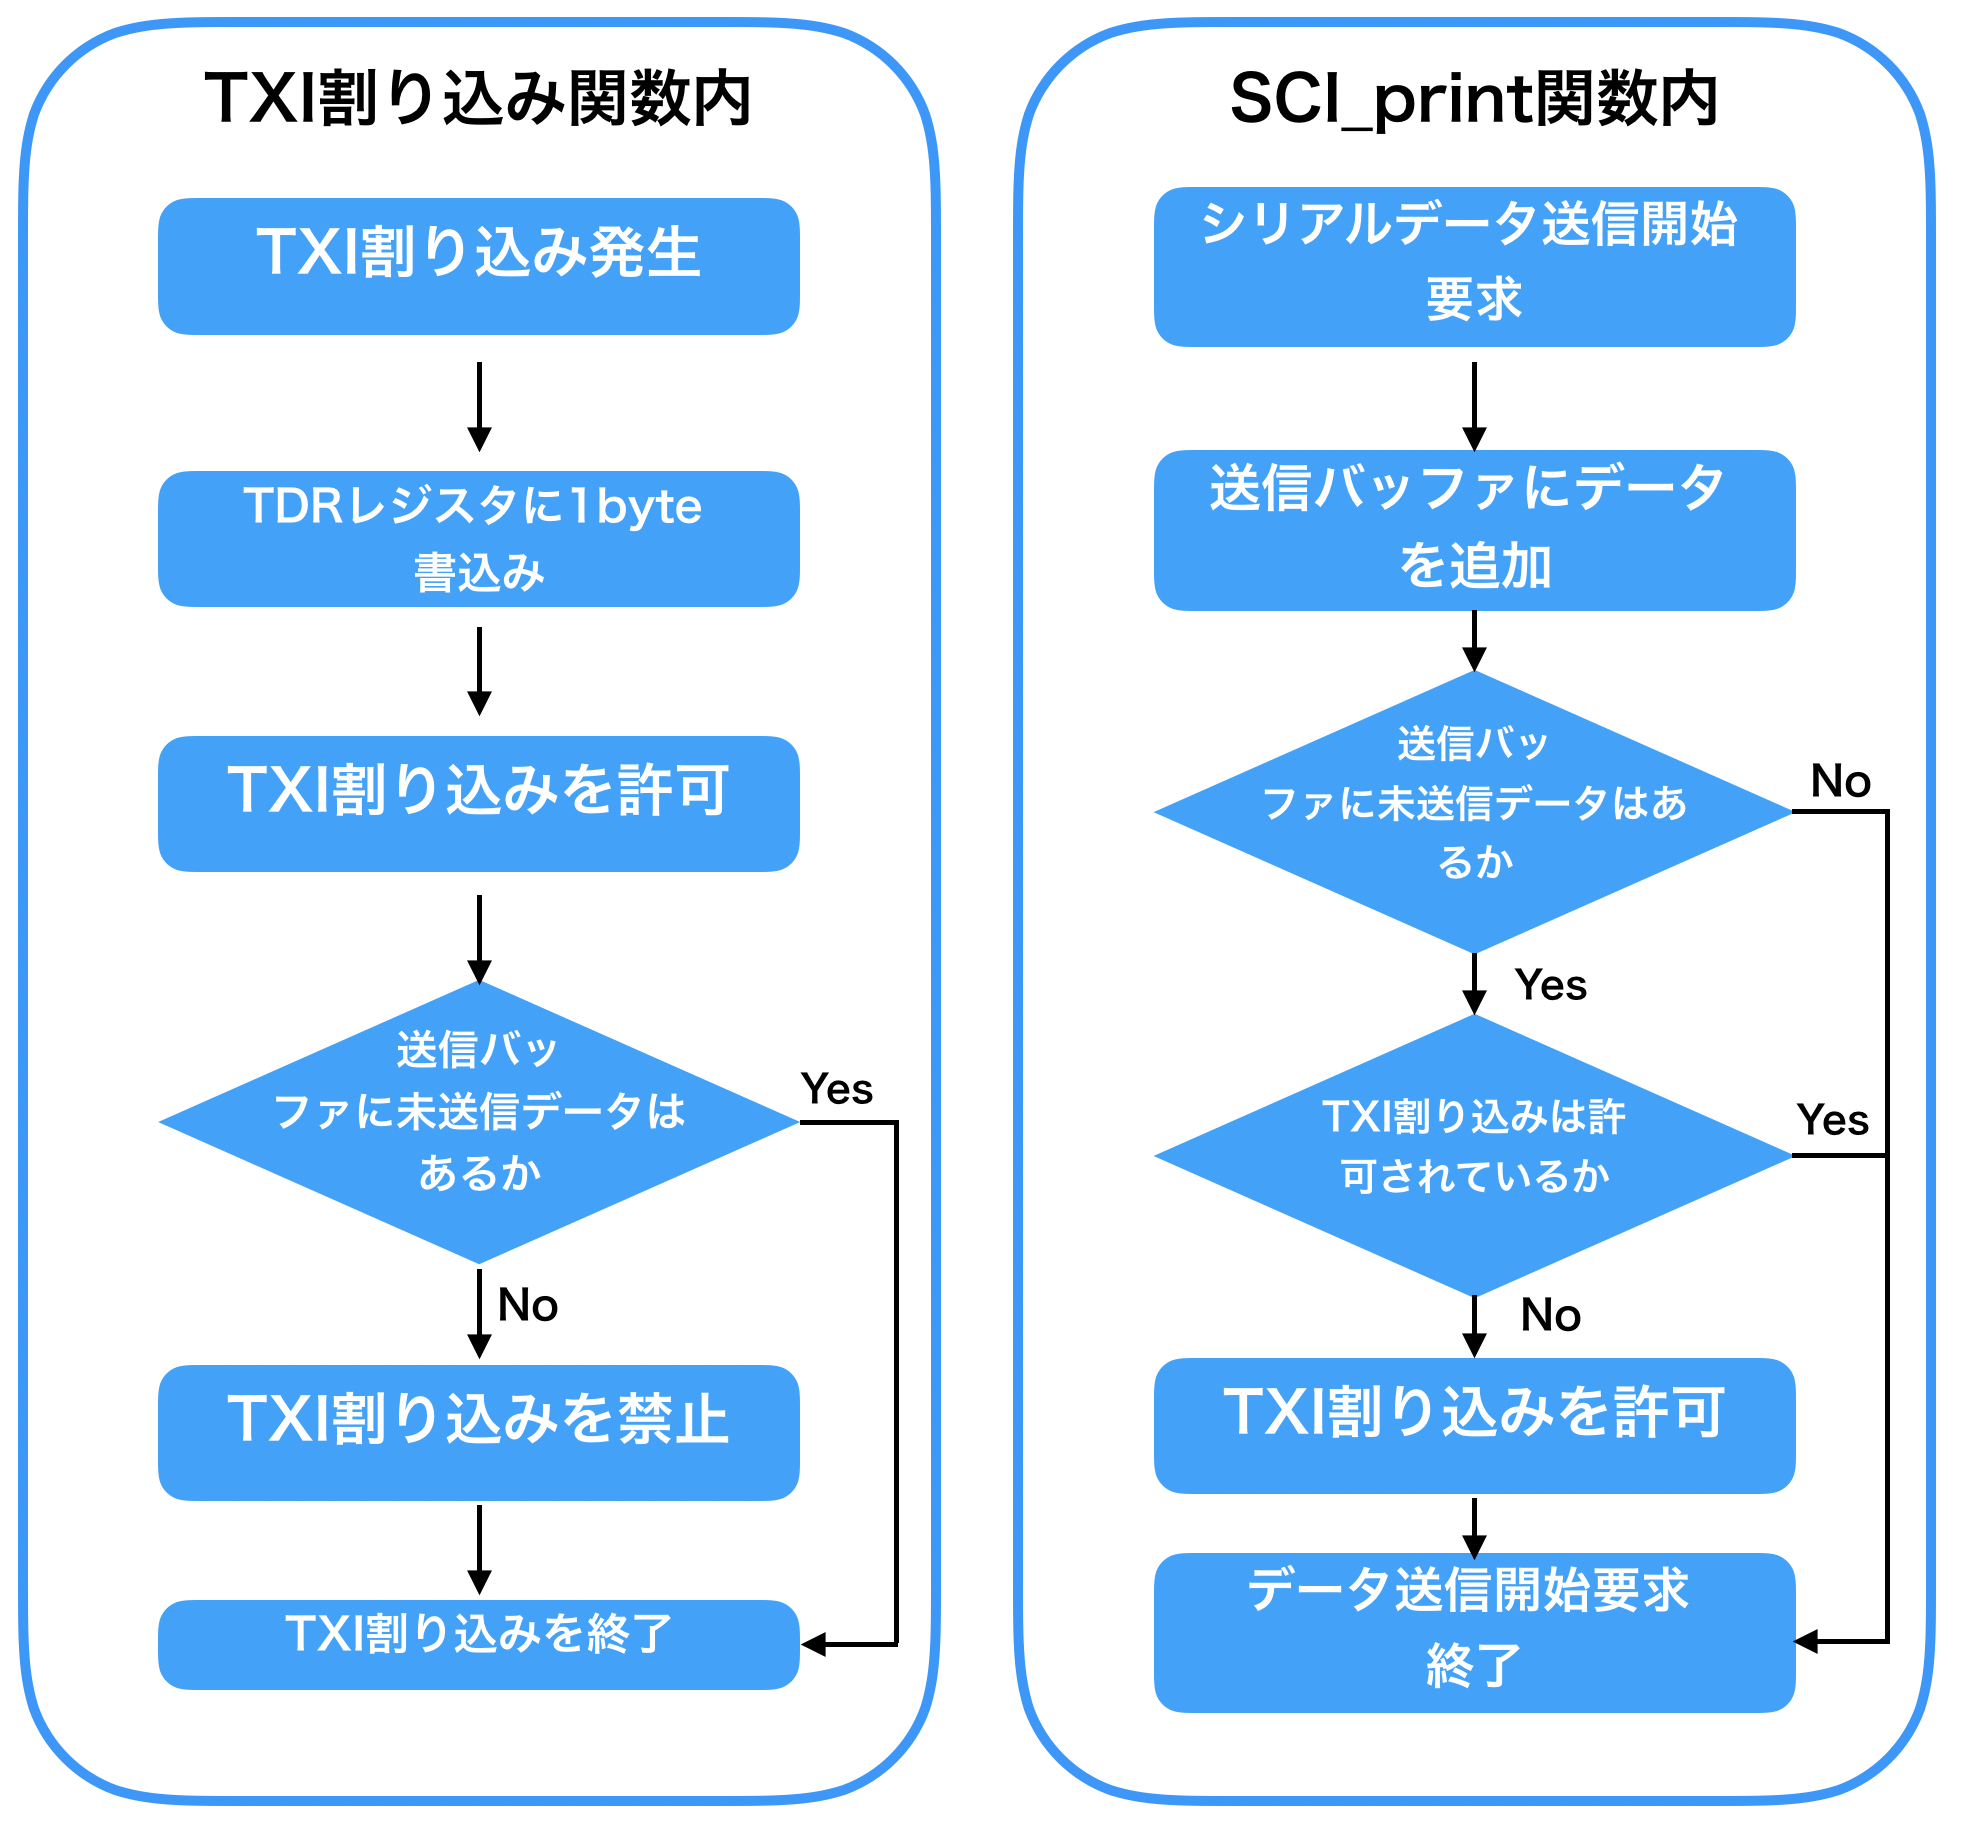 TXI割り込み関数内
TXI割り込み発生
TDRレジスタに1byte
書込み
TXI割り込みを許可
送信バッ
ファに未送信データは
あるか
Yes
No
TXI割り込みを禁止
TXI割り込みを終了
SCI_print関数内
シリアルデータ送信開始
要求
送信バッファにデータ
を追加
送信バッ
ファに未送信データはあ
るか
No
Yes
TXI割り込みは許
可されているか
Yes
No
TXI割り込みを許可
データ送信開始要求
終了